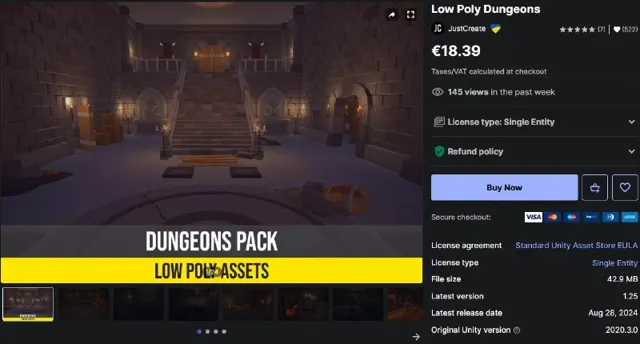 Low Poly Dungeons
JC JustCreate
(7) | (522)
€18.39
Taxes/VAT calculated at checkout
145 views in the past week
License type: Single Entity
Refund policy
Buy Now
Secure checkout: VISA
License agreement Standard Unity Asset Store EULA
License type Single Entity
File size 42.9 MB
Latest version 1.25
Latest release date Aug 26, 2024
Original Unity version 2020.3.0
DUNGEONS PACK
LOW POLY ASSETS